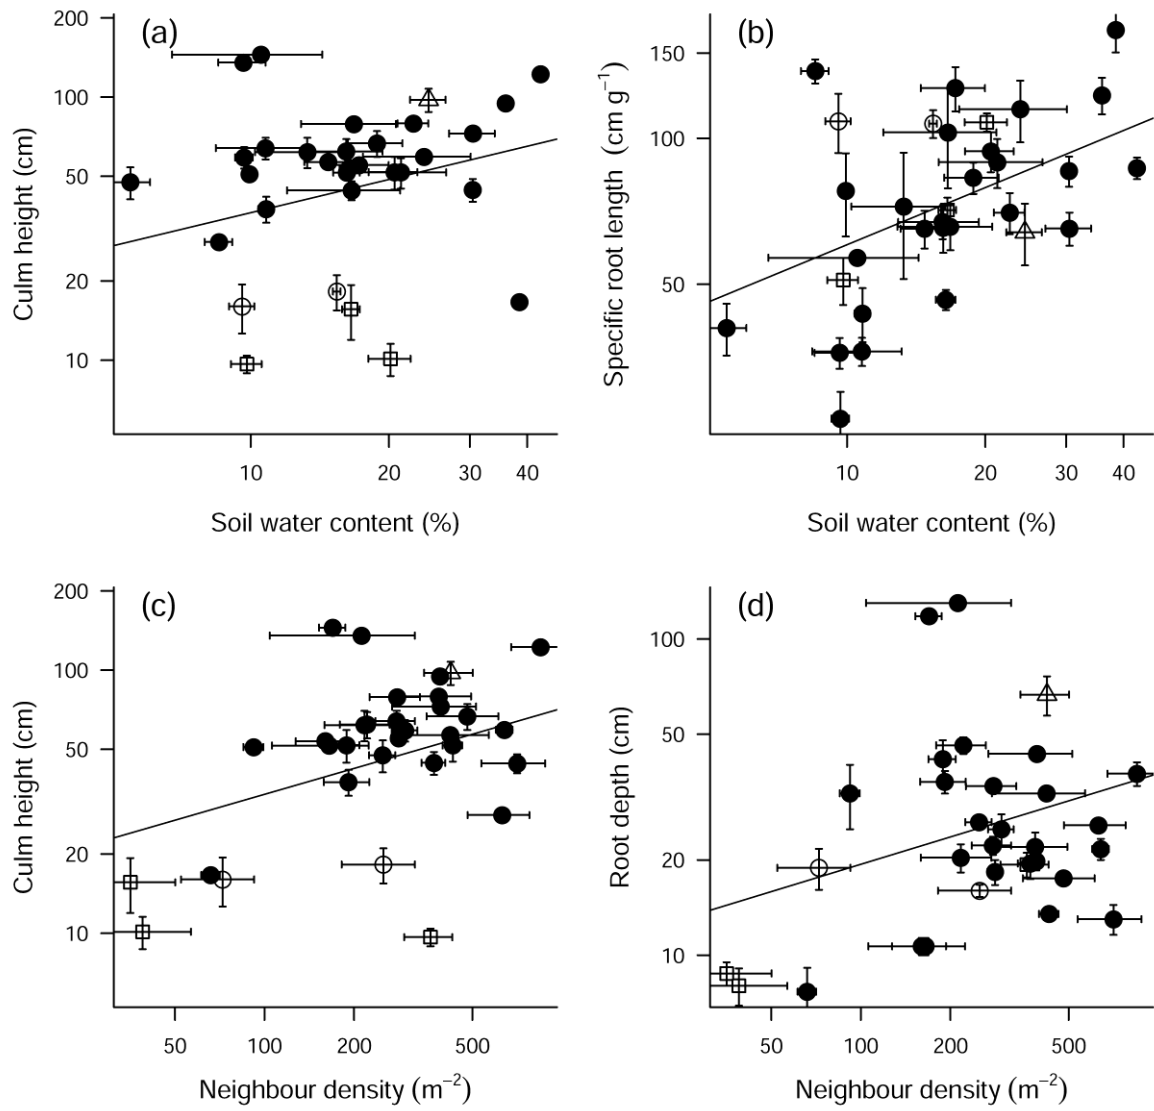 (a)
200
100
50
20
10
Culm height (cm)
10 20 30 40
Soil water content (%)
(b)
150
100
50
Specific root length (cm g⁻¹)
10 20 30 40
Soil water content (%)
(c)
200
100
50
20
10
Culm height (cm)
50 100 200 500
Neighbour density (m⁻²)
(d)
100
50
20
10
Root depth (cm)
50 100 200 500
Neighbour density (m⁻²)